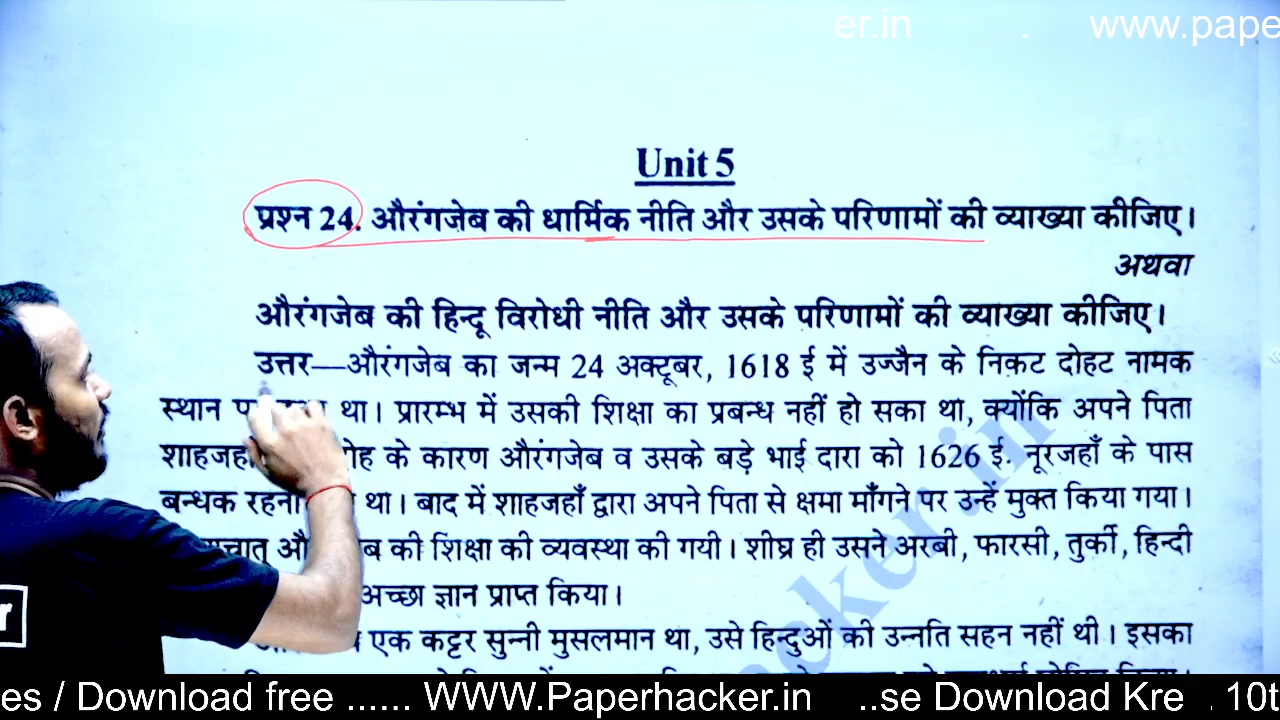 er.in . www.pape
Unit 5
प्रश्न 24. औरंगजेब की धार्मिक नीति और उसके परिणामों की व्याख्या कीजिए।
अथवा
औरंगजेब की हिन्दू विरोधी नीति और उसके परिणामों की व्याख्या कीजिए।
उत्तर—औरंगजेब का जन्म 24 अक्टूबर, 1618 ई में उज्जैन के निकट दोहट नामक
स्थान था। प्रारम्भ में उसकी शिक्षा का प्रबन्ध नहीं हो सका था, क्योंकि अपने पिता
के कारण औरंगजेब व उसके बड़े भाई दारा को 1626 ई. नूरजहाँ के पास
बन्धक था। बाद में शाहजहाँ द्वारा अपने पिता से क्षमा माँगने पर उन्हें मुक्त किया गया।
की शिक्षा की व्यवस्था की गयी। शीघ्र ही उसने अरबी, फारसी, तुर्की, हिन्दी
अच्छा ज्ञान प्राप्त किया।
एक कट्टर सुन्नी मुसलमान था, उसे हिन्दुओं की उन्नति सहन नहीं थी। इसका
es / Download free ...... WWW.Paperhacker.in ..se Download Kre . 10t